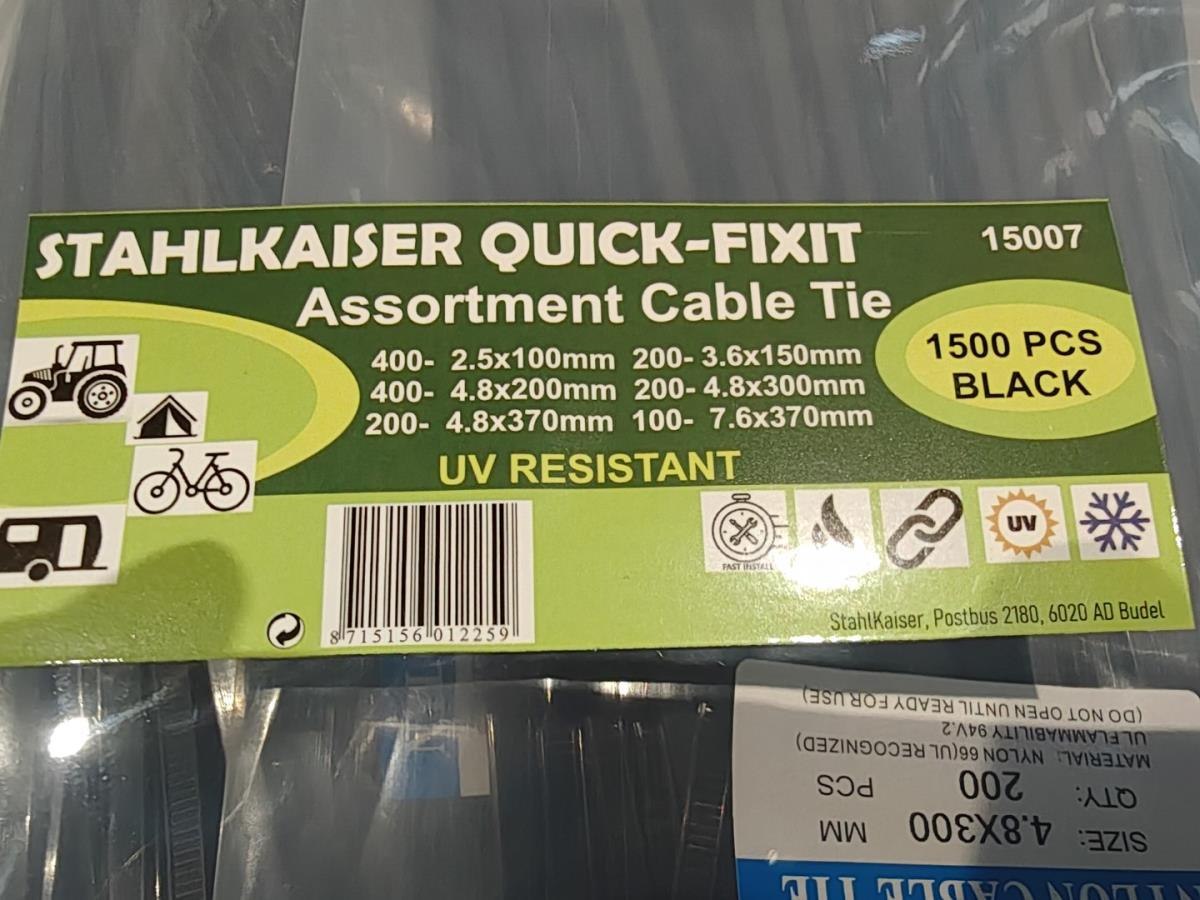 STAHLKAISER QUICK-FIXIT
15007
Assortment Cable Tie
400- 2.5x100mm 200- 3.6x150mm
400- 4.8x200mm 200- 4.8x300mm
200- 4.8x370mm 100- 7.6x370mm
1500 PCS
BLACK
UV RESISTANT
FAST INSTALL
UV
8 715156 012259
StahlKaiser, Postbus 2180, 6020 AD Budel
NYLON CABLE TIE
SIZE: 4.8X300 MM
QTY: 200 PCS
MATERIAL: NYLON 66(UL RECOGNIZED)
UL FLAMMABILITY 94V.2
(DO NOT OPEN UNTIL READY FOR USE)